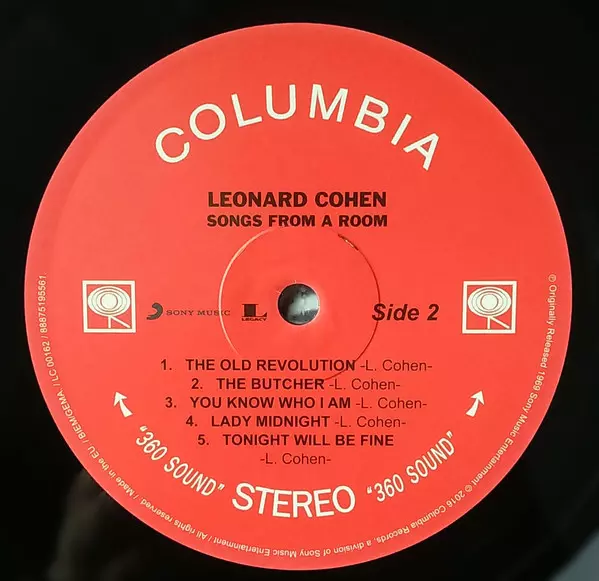 COLUMBIA
LEONARD COHEN
SONGS FROM A ROOM
SONY MUSIC
L
LEGACY
Side 2
1. THE OLD REVOLUTION -L. Cohen-
2. THE BUTCHER -L. Cohen-
3. YOU KNOW WHO I AM -L. Cohen-
4. LADY MIDNIGHT -L. Cohen-
5. TONIGHT WILL BE FINE
-L. Cohen-
"360 SOUND" STEREO "360 SOUND"
℗ Originally Released 1969 Sony Music Entertainment © 2016 Columbia Records, a division of Sony Music Entertainment. All rights reserved / Made in the EU / BIEM/GEMA. / LC 00162 / 88875195561.